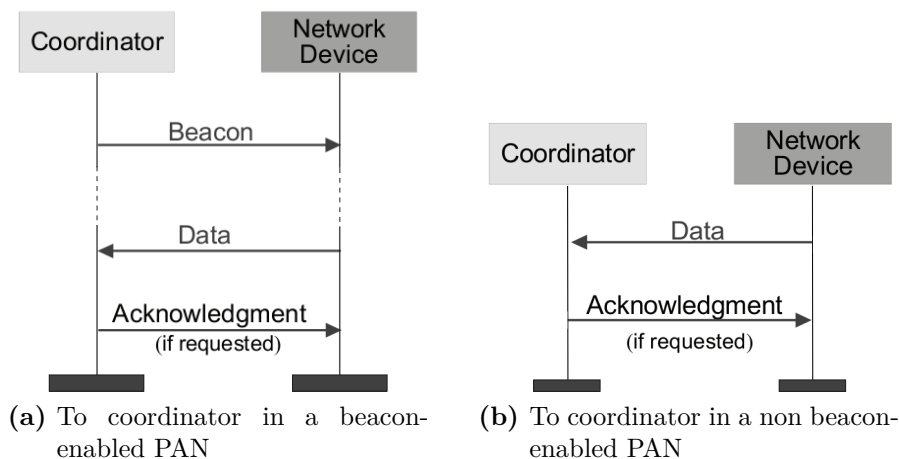 Coordinator
Network
Device
Beacon
Data
Acknowledgment
(if requested)
(a) To coordinator in a beacon-
enabled PAN
Coordinator
Network
Device
Data
Acknowledgment
(if requested)
(b) To coordinator in a non beacon-
enabled PAN